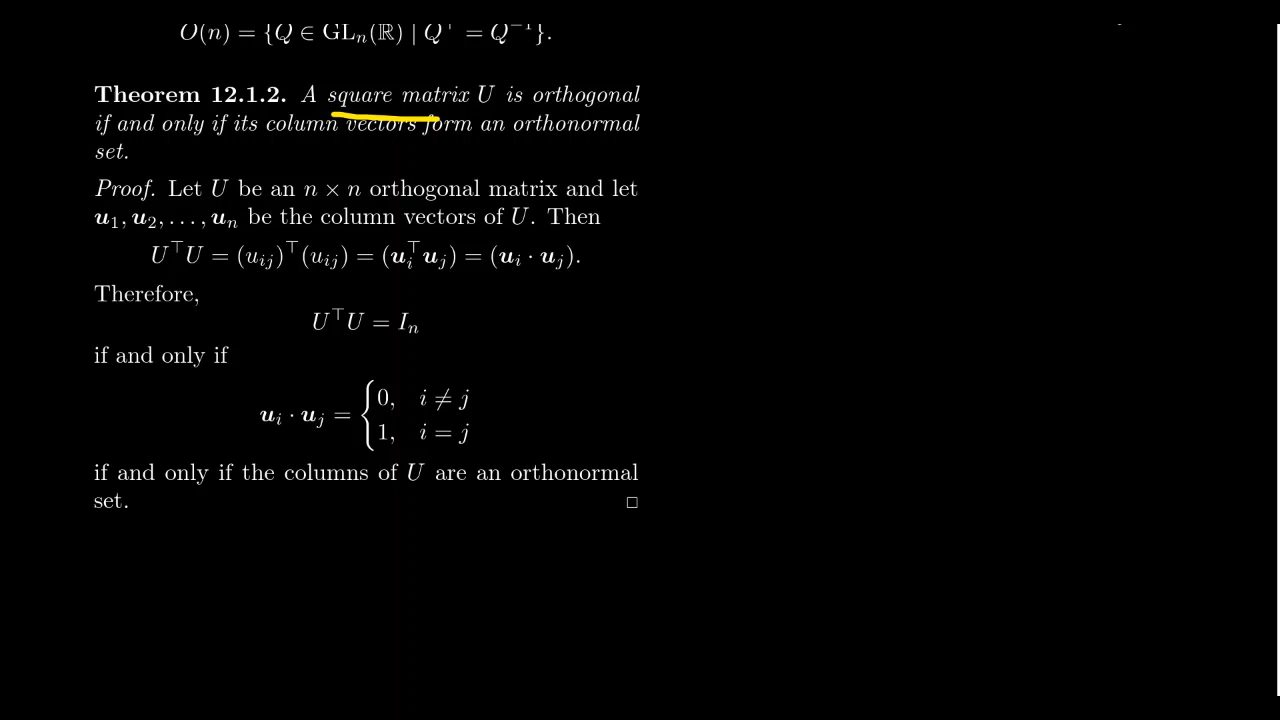 O(n) = {Q ∈ GLₙ(ℝ) | Q⊤ = Q⁻¹}.
Theorem 12.1.2. A square matrix U is orthogonal
if and only if its column vectors form an orthonormal
set.
Proof. Let U be an n × n orthogonal matrix and let
u₁, u₂, . . . , uₙ be the column vectors of U. Then
U⊤U = (uᵢⱼ)⊤(uᵢⱼ) = (uᵢ⊤uⱼ) = (uᵢ · uⱼ).
Therefore,
U⊤U = Iₙ
if and only if
uᵢ · uⱼ = { 0, i ≠ j
1, i = j
if and only if the columns of U are an orthonormal
set. □